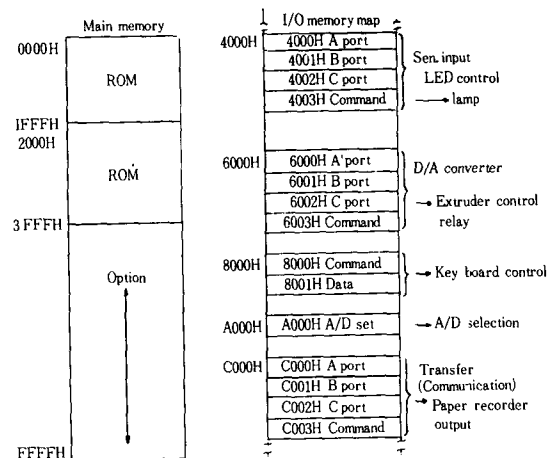 Main memory
0000H
ROM
1FFFH
2000H
ROM
3FFFH
Option
FFFFH
I/O memory map
4000H
4000H A port
4001H B port
4002H C port
4003H Command
Sen. input
LED control
lamp
6000H
6000H A port
6001H B port
6002H C port
6003H Command
D/A converter
Extruder control
relay
8000H
8000H Command
8001H Data
Key board control
A000H
A000H A/D set
A/D selection
C000H
C000H A port
C001H B port
C002H C port
C003H Command
Transfer
(Communication)
Paper recorder
output